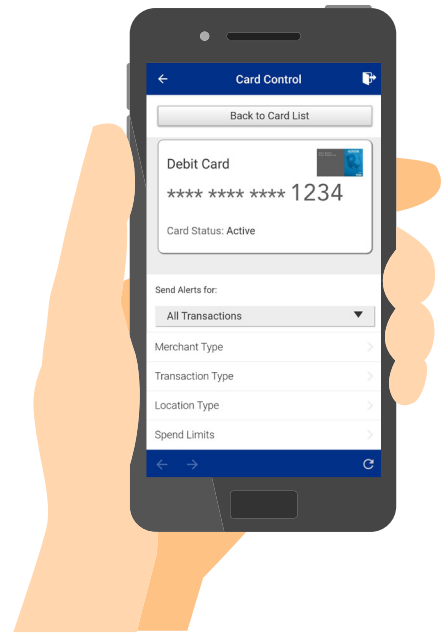 Card Control
Back to Card List
Debit Card
**** **** **** 1234
Card Status: Active
Send Alerts for:
All Transactions
Merchant Type
Transaction Type
Location Type
Spend Limits